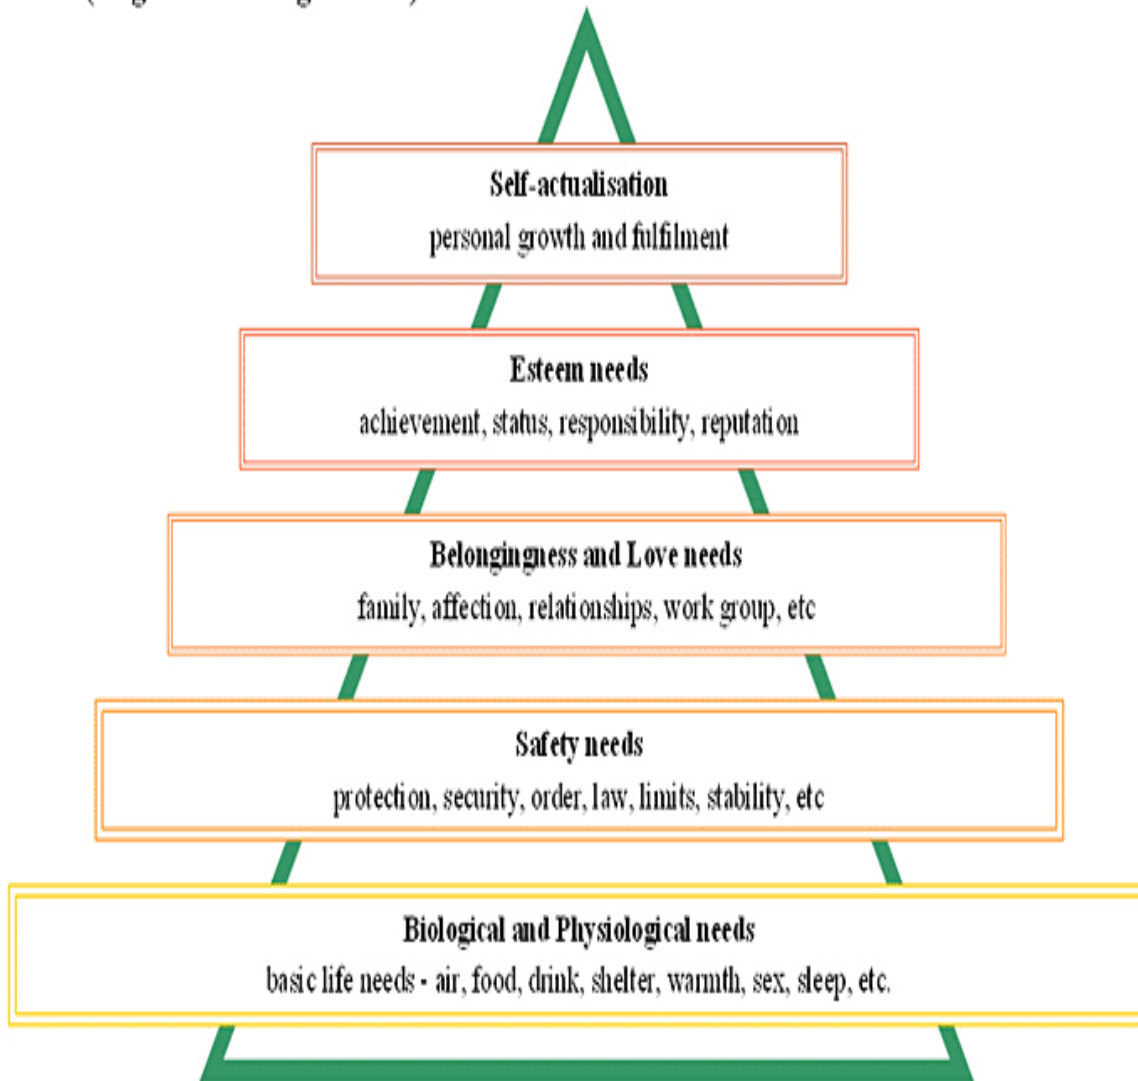 Self-actualisation
personal growth and fulfilment
Esteem needs
achievement, status, responsibility, reputation
Belongingness and Love needs
family, affection, relationships, work group, etc
Safety needs
protection, security, order, law, limits, stability, etc
Biological and Physiological needs
basic life needs - air, food, drink, shelter, warmth, sex, sleep, etc.